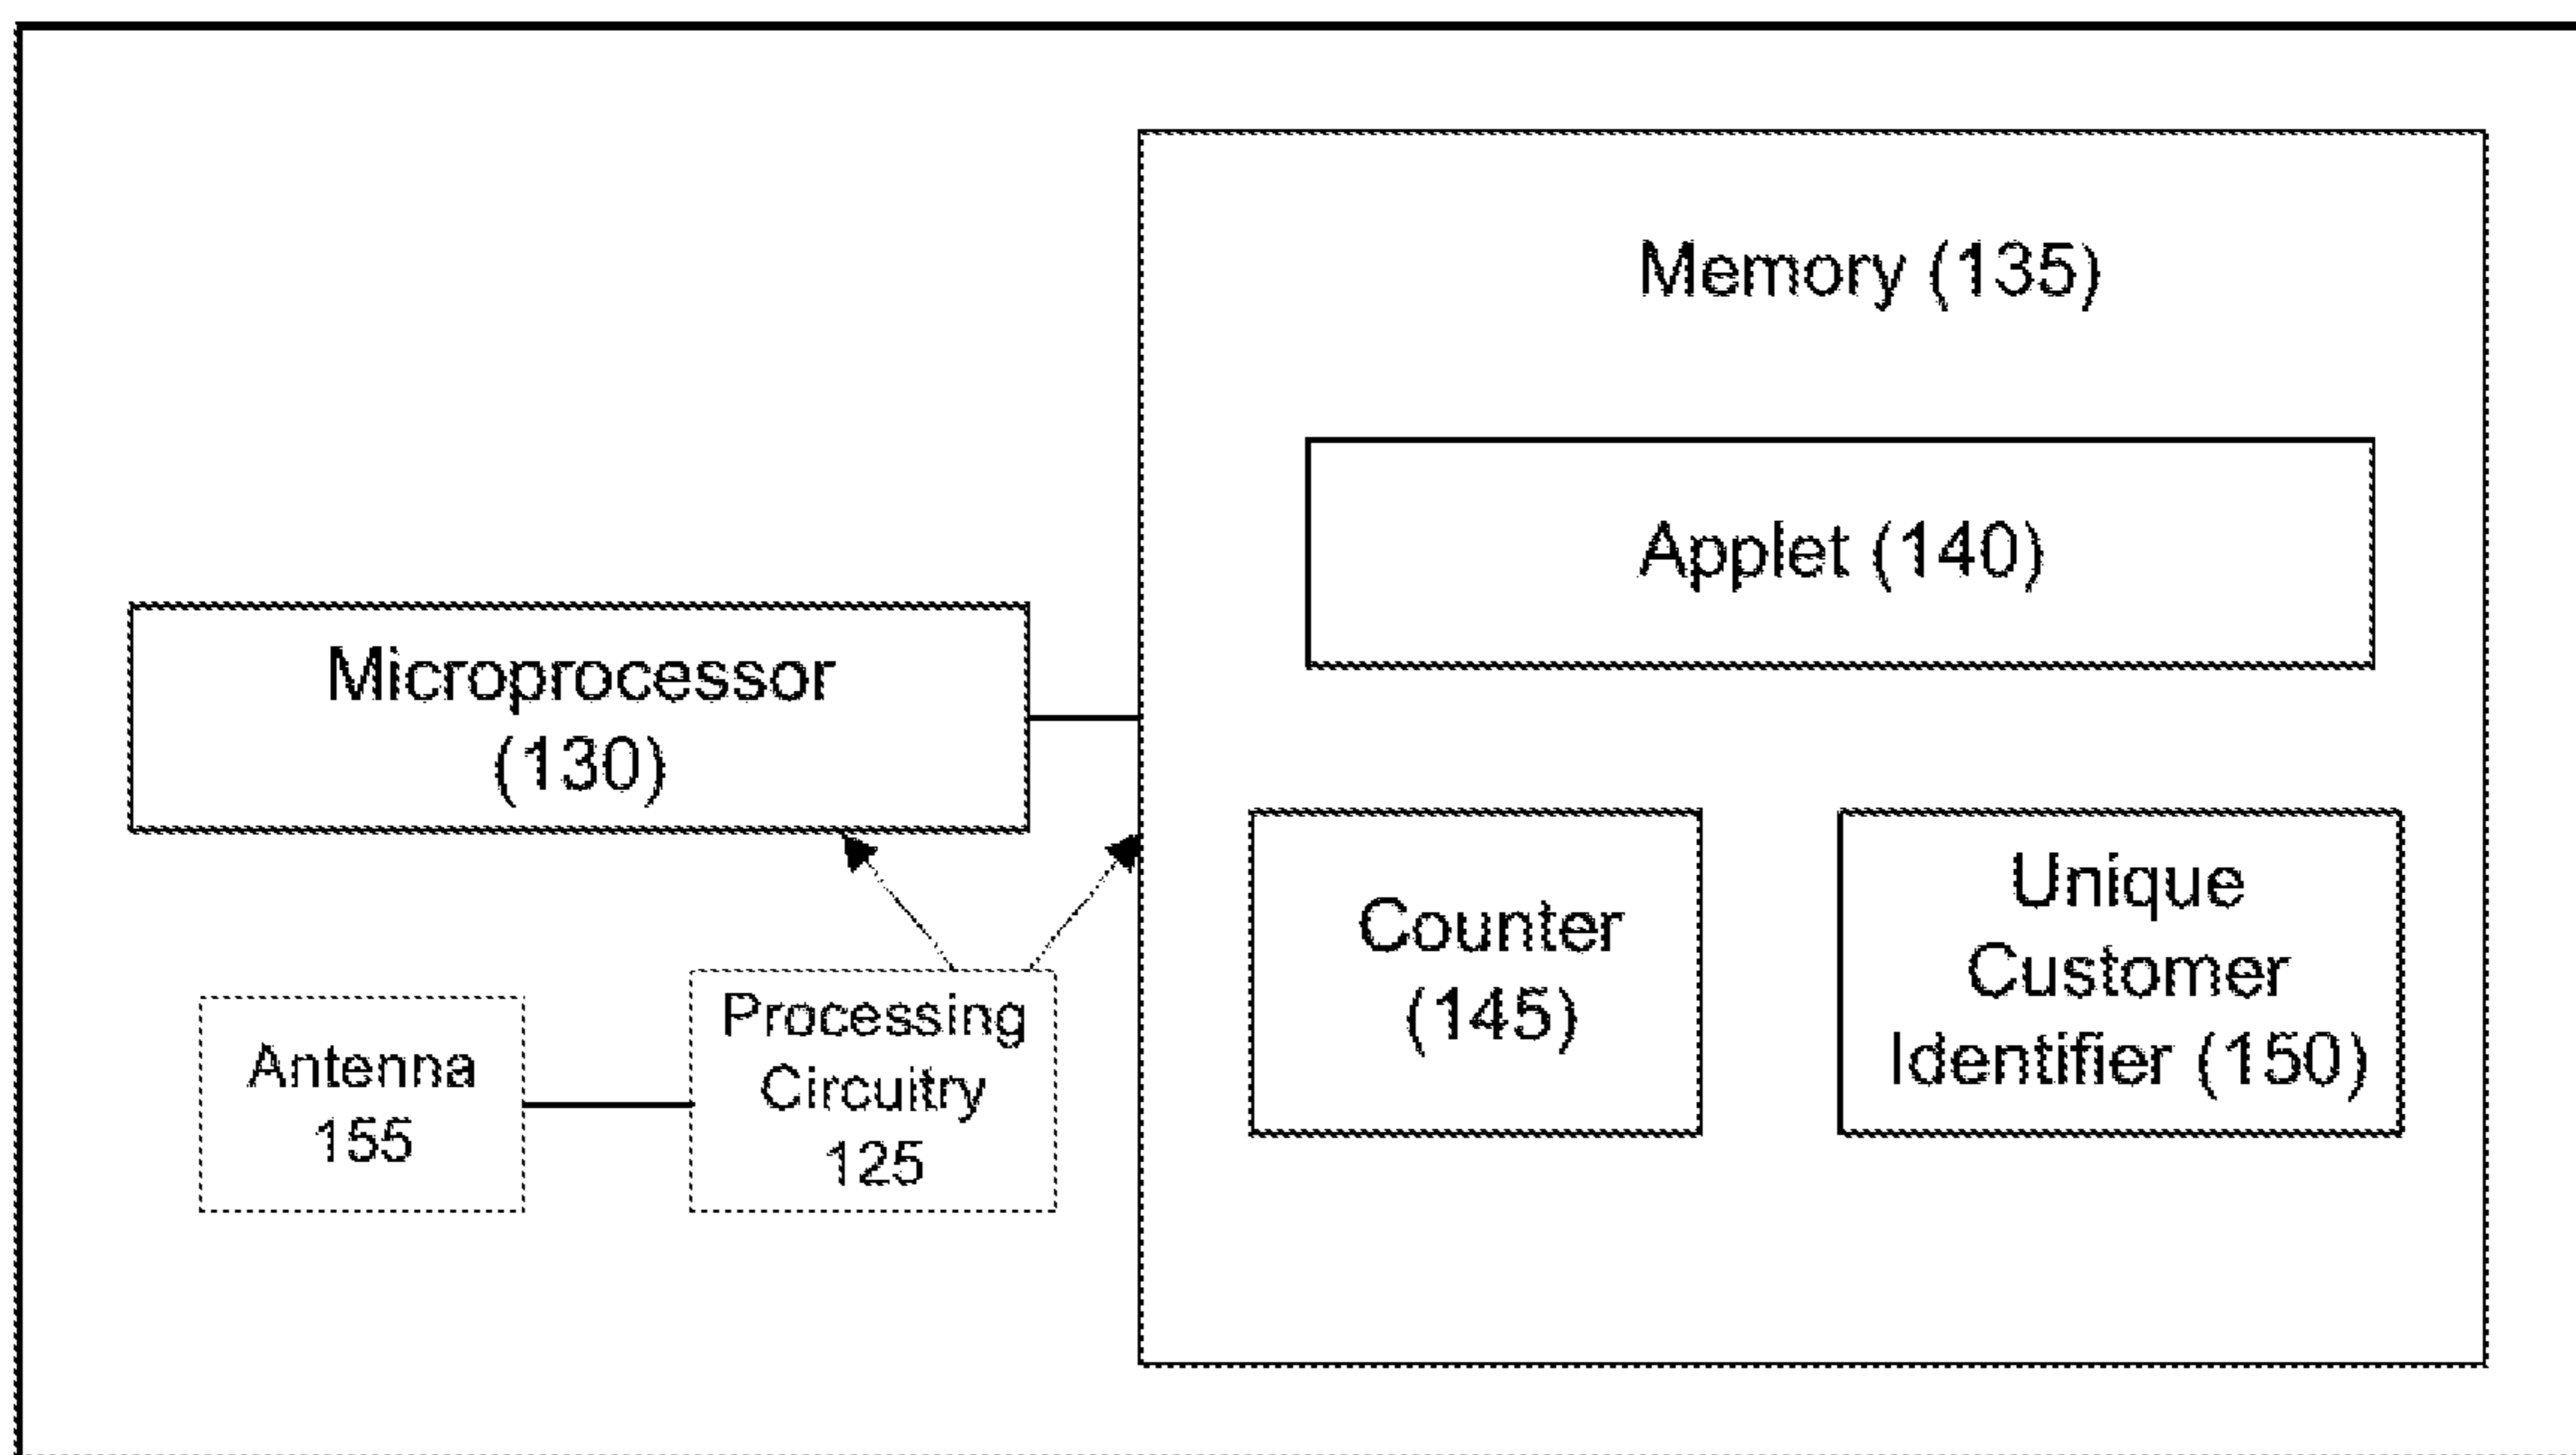 Memory (135)
Applet (140)
Microprocessor
(130)
Counter
(145)
Unique
Customer
Identifier (150)
Antenna
155
Processing
Circuitry
125